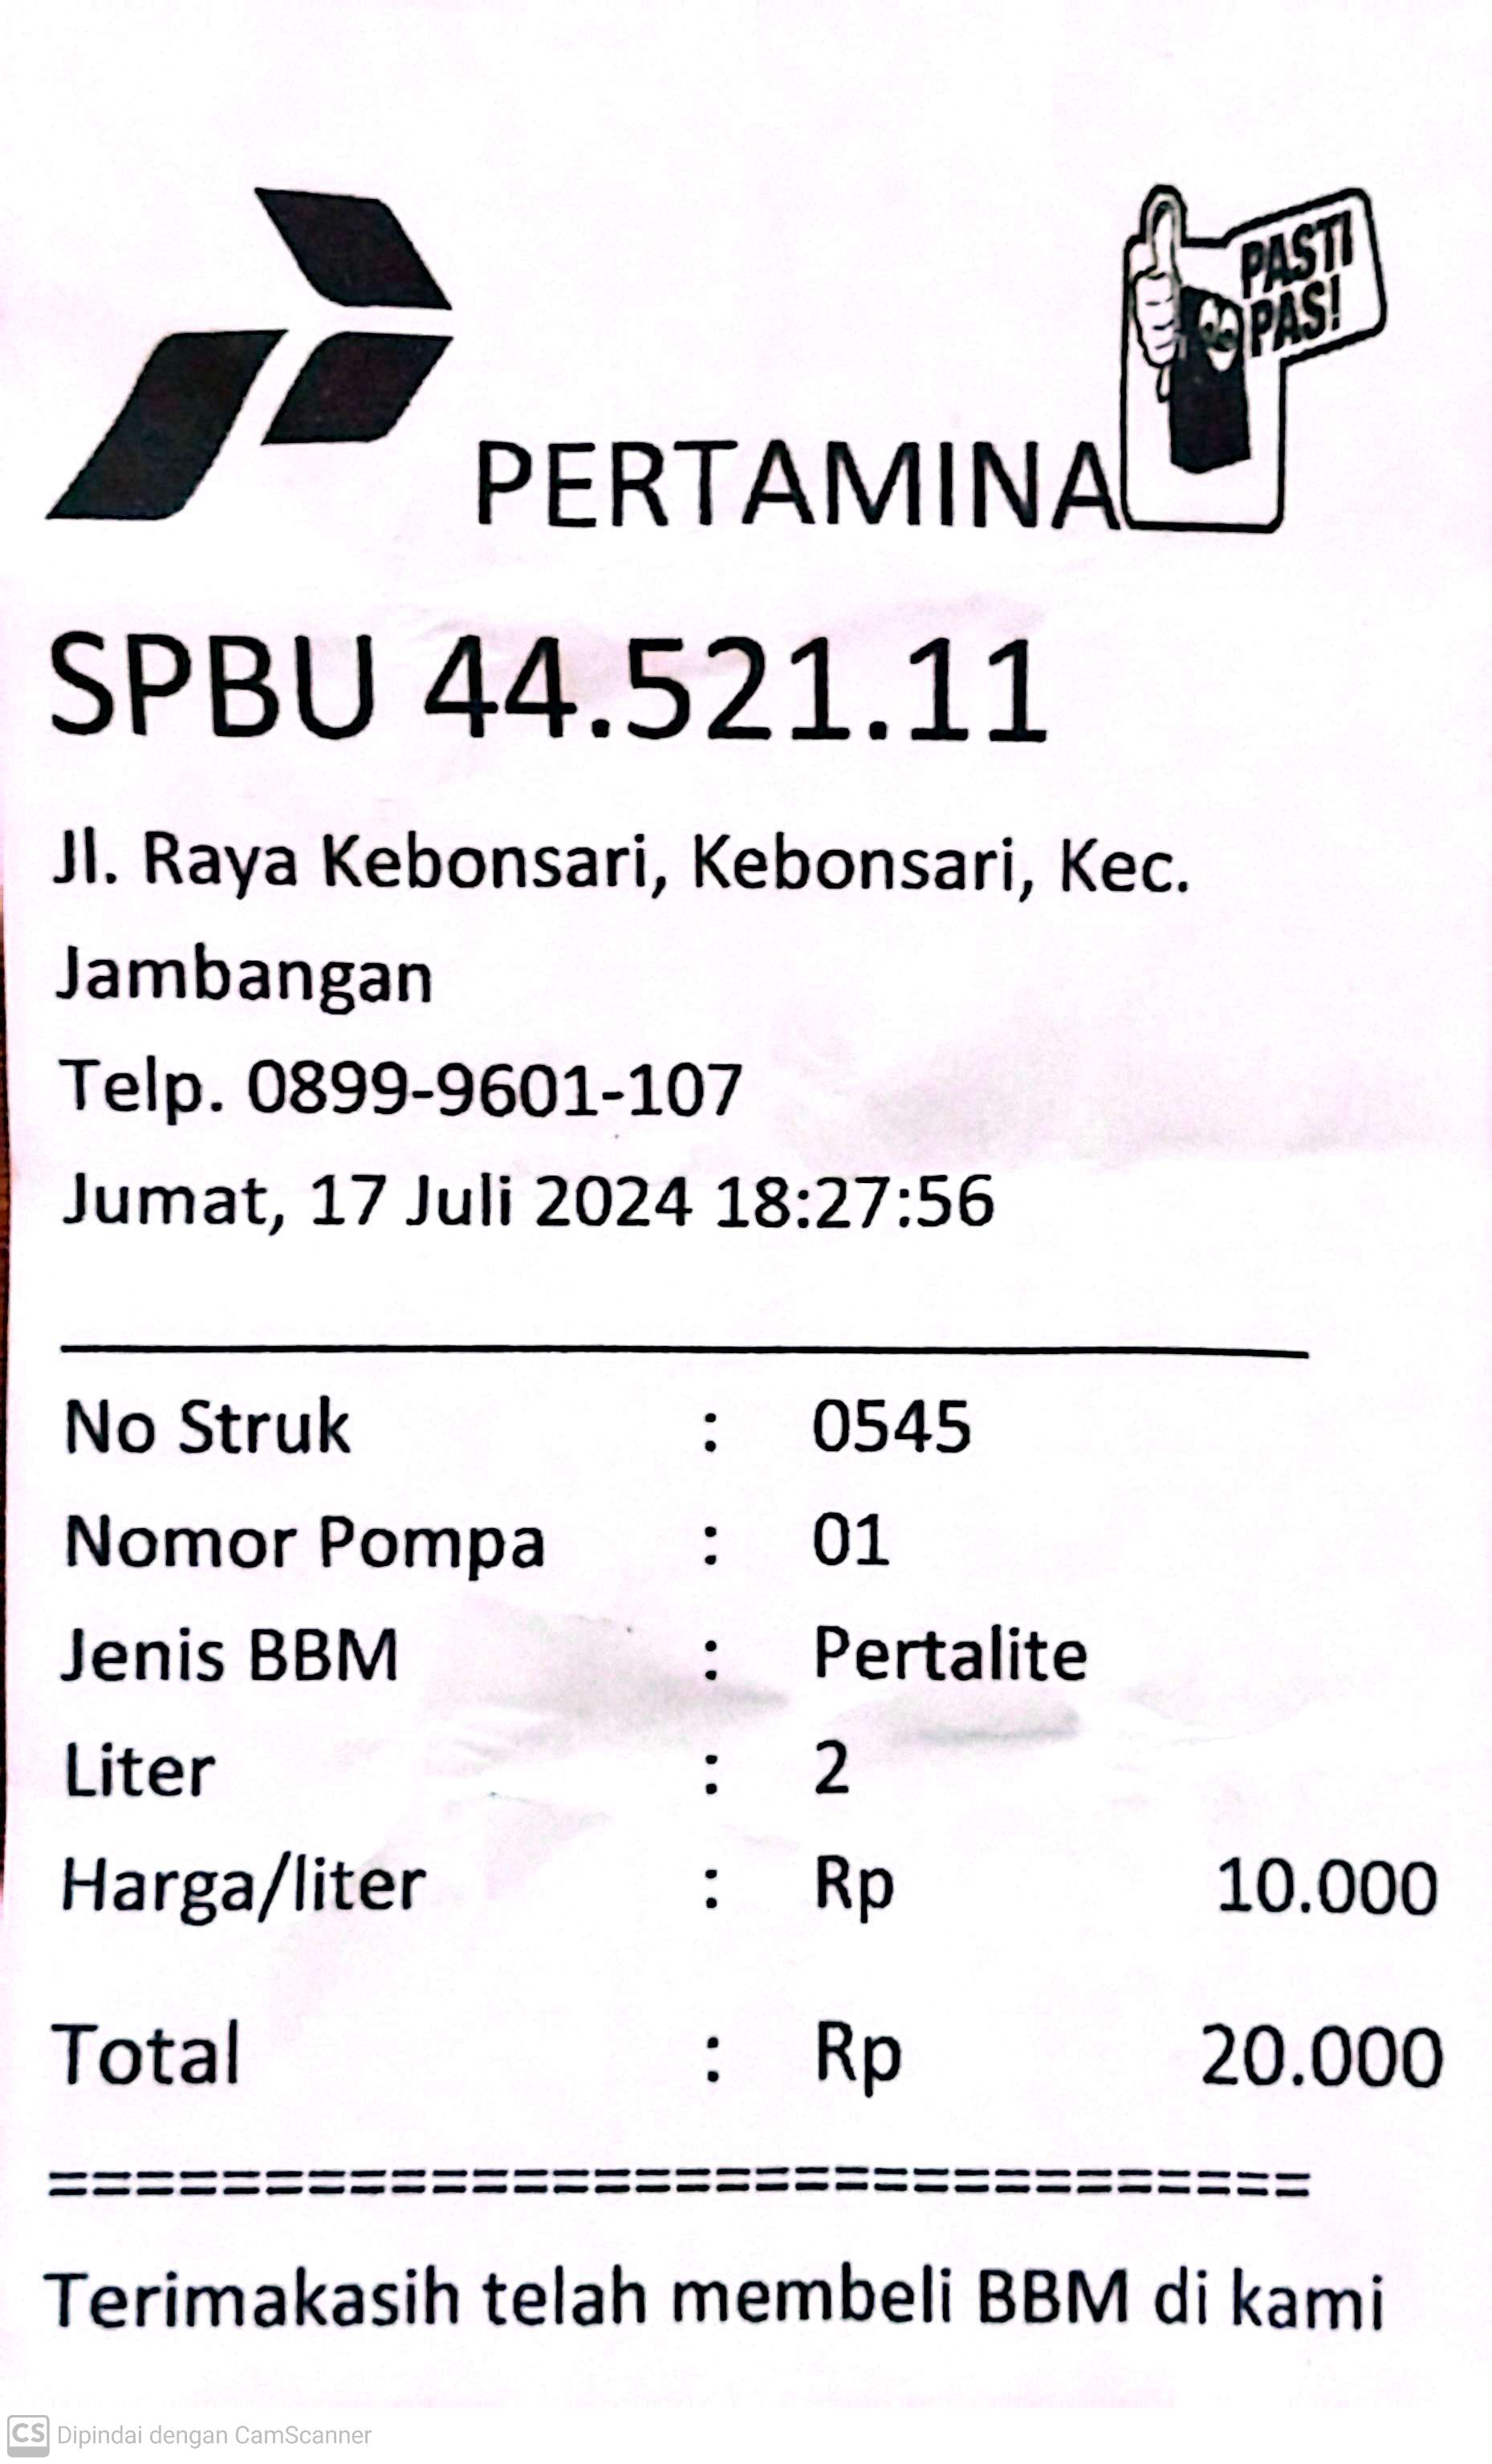 PASTI
PAS!
PERTAMINA
SPBU 44.521.11
Jl. Raya Kebonsari, Kebonsari, Kec.
Jambangan
Telp. 0899-9601-107
Jumat, 17 Juli 2024 18:27:56
No Struk : 0545
Nomor Pompa : 01
Jenis BBM : Pertalite
Liter : 2
Harga/liter : Rp 10.000
Total : Rp 20.000
==============================
Terimakasih telah membeli BBM di kami
CS Dipindai dengan CamScanner